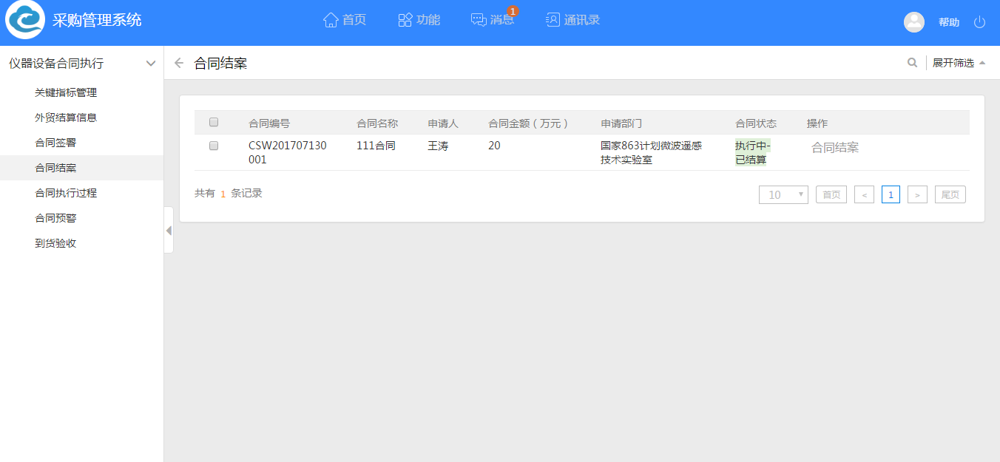 采购管理系统 首页 功能 消息 1 通讯录 帮助
仪器设备合同执行
合同结案 展开筛选
关键指标管理
外贸结算信息
合同签署
合同结案
合同执行过程
合同预警
到货验收
合同编号 合同名称 申请人 合同金额（万元） 申请部门 合同状态 操作
CSW201707130 111合同 王涛 20 国家863计划微波遥感 执行中- 合同结案
001 技术实验室 已结算
共有 1 条记录 10 首页 < 1 > 尾页